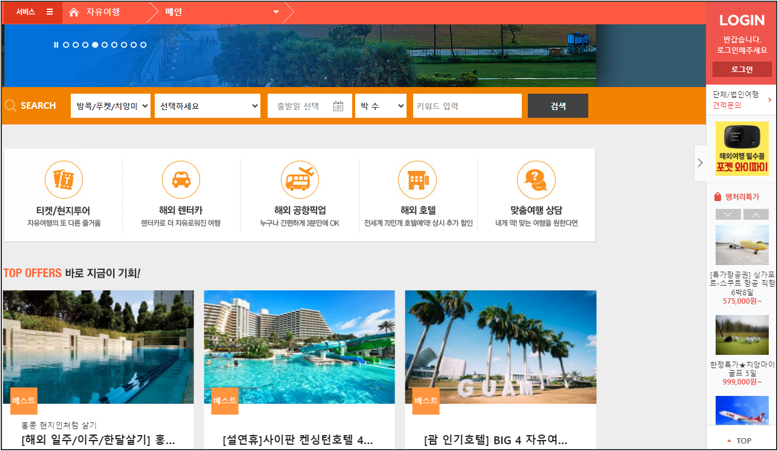 서비스
자유여행
메인
SEARCH
방콕/푸켓/치앙미
선택하세요
출발일 선택
박 수
키워드 입력
검색
티켓/현지투어
자유여행의 또 다른 즐거움
해외 렌터카
렌터카로 더 자유로워진 여행
해외 공항픽업
누구나 간편하게 3분만에 OK
해외 호텔
전세계 70만개 호텔예약! 상시 추가 할인
맞춤여행 상담
내게 딱! 맞는 여행을 원한다면
TOP OFFERS 바로 지금이 기회!
베스트
홍콩 현지인처럼 살기
[해외 일주/이주/한달살기] 홍...
베스트
[설연휴]사이판 켄싱턴호텔 4...
GUAM
베스트
[괌 인기호텔] BIG 4 자유여...
LOGIN
반갑습니다.
로그인해주세요
로그인
단체/법인여행
견적문의
해외여행 필수품
포켓 와이파이
땡처리특가
[특가항공권] 싱가포
트-스쿠트 항공 직항
6박8일
575,000원~
한정특가★치앙마이
골프 5일
999,000원~
TOP